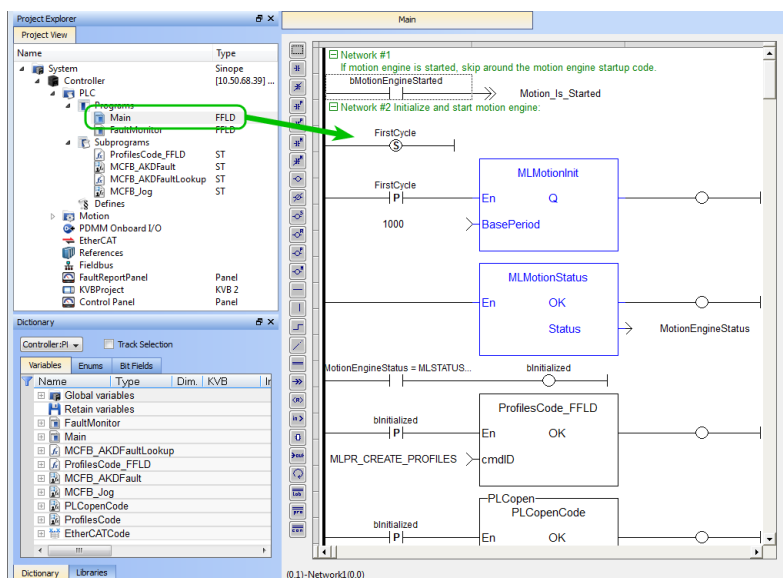 Project Explorer
Project View
Name Type
System Sinope
Controller [10.50.68.39] ...
PLC
Programs
Main FFLD
FaultMonitor FFLD
Subprograms
ProfilesCode_FFLD ST
MCFB_AKDFault ST
MCFB_AKDFaultLookup ST
MCFB_Jog ST
Defines
Motion
PDMM Onboard I/O
EtherCAT
References
Fieldbus
FaultReportPanel Panel
KVBProject KVB 2
Control Panel Panel
Dictionary
Controller:Pl Track Selection
Variables Enums Bit Fields
Name Type Dim. KVB Ir
Global variables
Retain variables
FaultMonitor
Main
MCFB_AKDFaultLookup
ProfilesCode_FFLD
MCFB_AKDFault
MCFB_Jog
PLCopenCode
ProfilesCode
EtherCATCode
Dictionary Libraries
Main
Network #1
If motion engine is started, skip around the motion engine startup code.
bMotionEngineStarted
Motion_Is_Started
Network #2 Initialize and start motion engine:
FirstCycle
S
MLMotionInit
FirstCycle
P En Q
1000 BasePeriod
MLMotionStatus
En OK
Status MotionEngineStatus
MotionEngineStatus = MLSTATUS... bInitialized
ProfilesCode_FFLD
bInitialized
P En OK
MLPR_CREATE_PROFILES cmdID
PLCopen
PLCopenCode
bInitialized
P En OK
(0,1)-Network1(0,0)